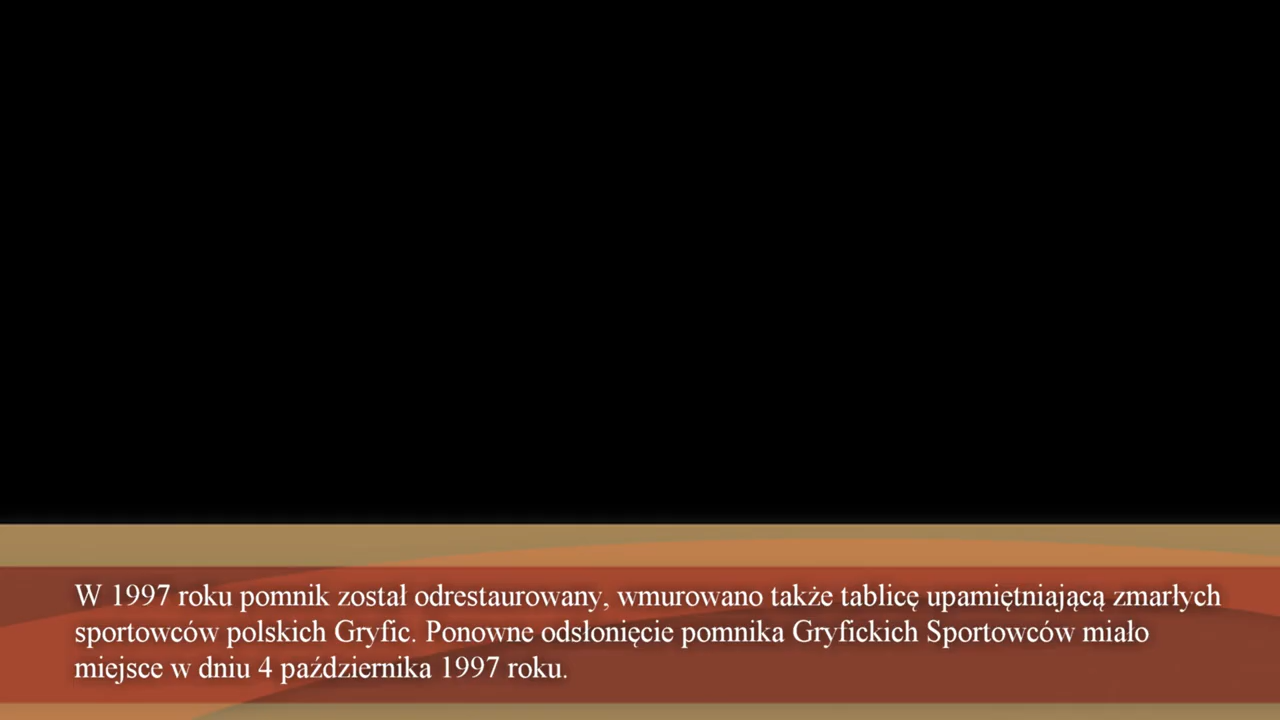 W 1997 roku pomnik został odrestaurowany, wmurowano także tablicę upamiętniającą zmarłych
sportowców polskich Gryfic. Ponowne odsłonięcie pomnika Gryfickich Sportowców miało
miejsce w dniu 4 października 1997 roku.